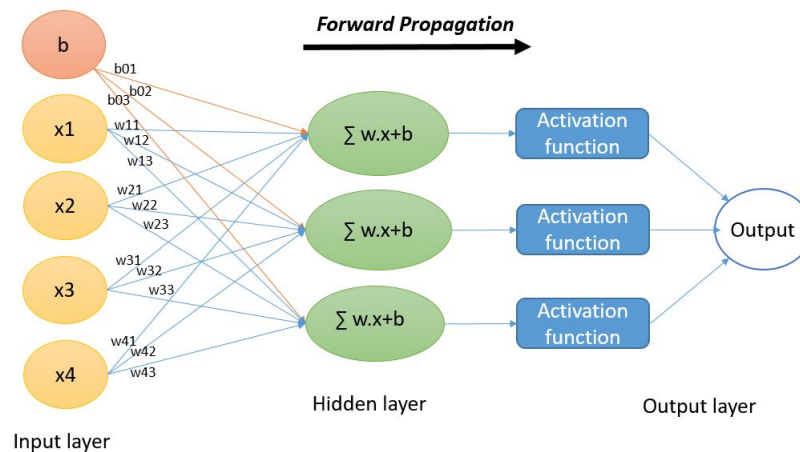 Forward Propagation
b
b01
b02
b03
x1
w11
w12
w13
x2
w21
w22
w23
x3
w31
w32
w33
x4
w41
w42
w43
∑ w.x+b
∑ w.x+b
∑ w.x+b
Activation
function
Activation
function
Activation
function
Output
Input layer
Hidden layer
Output layer